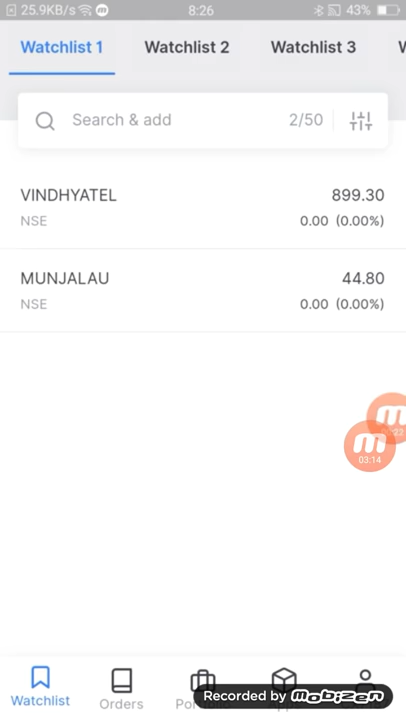 25.9KB/s 8:26 43%
Watchlist 1 Watchlist 2 Watchlist 3
Search & add 2/50
VINDHYATEL 899.30
NSE 0.00 (0.00%)
MUNJALAU 44.80
NSE 0.00 (0.00%)
03:14
Watchlist Orders
Recorded by mobizen